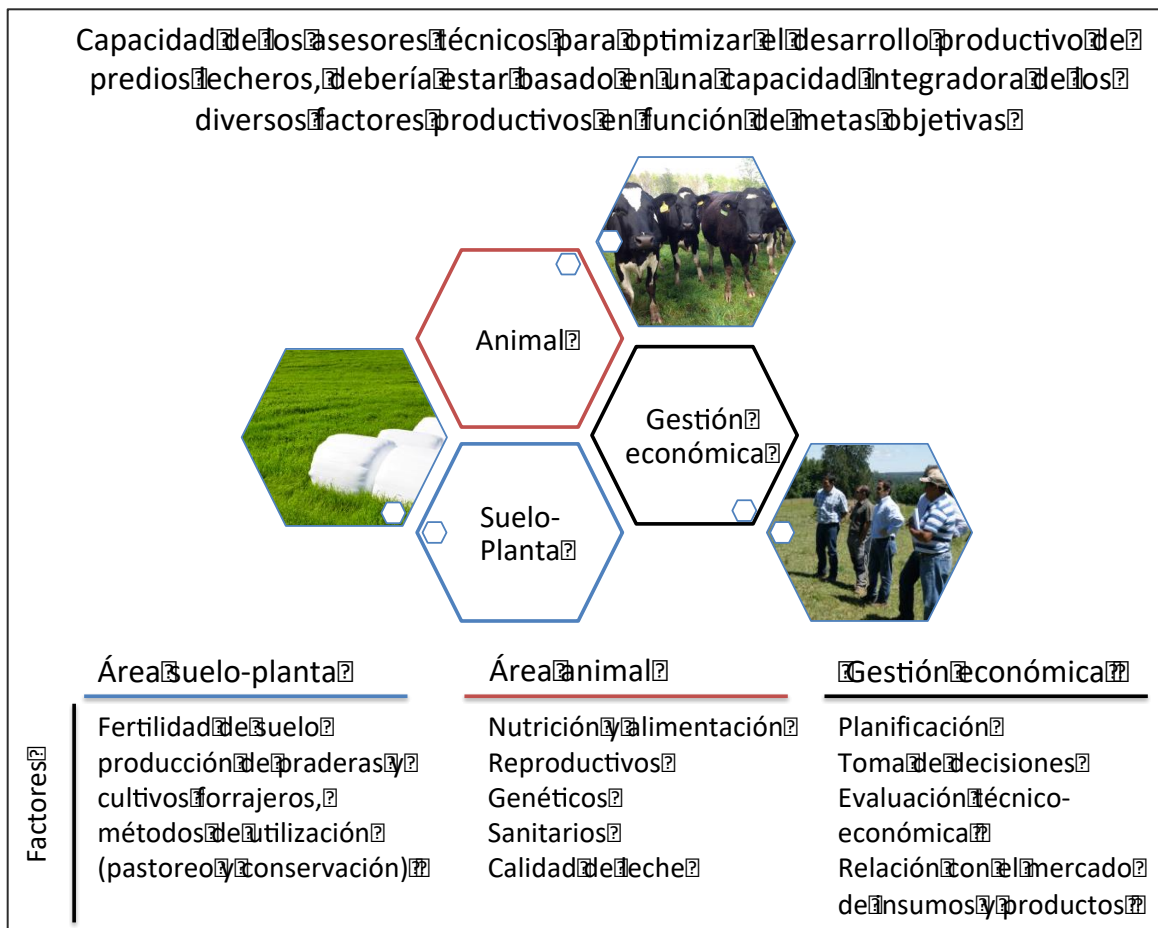 Capacidad de los asesores técnicos para optimizar el desarrollo productivo de
predios lecheros, debería estar basado en una capacidad integradora de los
diversos factores productivos en función de metas objetivas
Animal
Gestión
económica
Suelo-
Planta
Área suelo-planta
Área animal
Gestión económica
Factores
Fertilidad de suelo
producción de praderas y
cultivos forrajeros,
métodos de utilización
(pastoreo y conservación)
Nutrición y alimentación
Reproductivos
Genéticos
Sanitarios
Calidad de leche
Planificación
Toma de decisiones
Evaluación técnico-
económica
Relación con el mercado
de insumos y productos